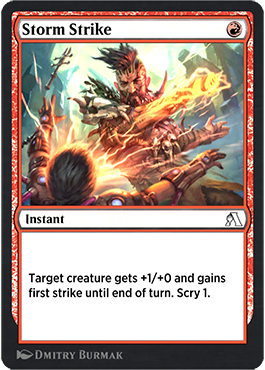 Storm Strike
Instant
Target creature gets +1/+0 and gains
first strike until end of turn. Scry 1.
Dmitry Burmak